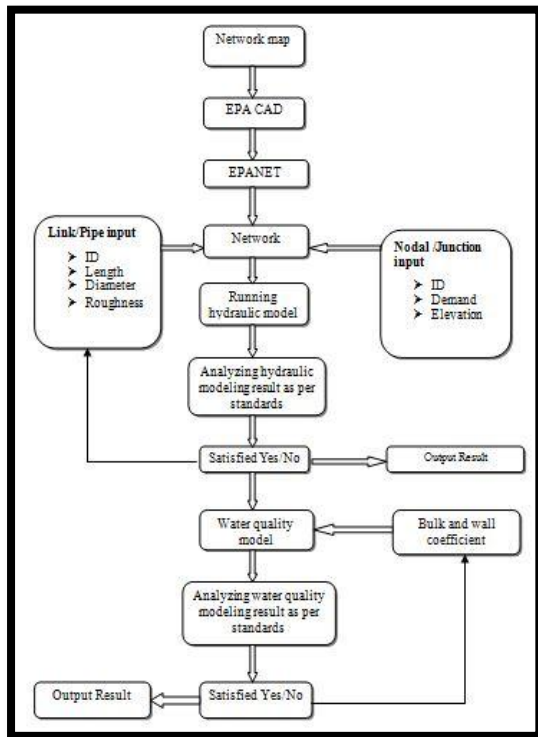 Network map
EPA CAD
EPANET
Link/Pipe input
➤ ID
➤ Length
➤ Diameter
➤ Roughness
Network
Nodal /Junction
input
➤ ID
➤ Demand
➤ Elevation
Running
hydraulic model
Analyzing hydraulic
modeling result as per
standards
Satisfied Yes/No
Output Result
Water quality
model
Bulk and wall
coefficient
Analyzing water quality
modeling result as per
standards
Output Result
Satisfied Yes/No